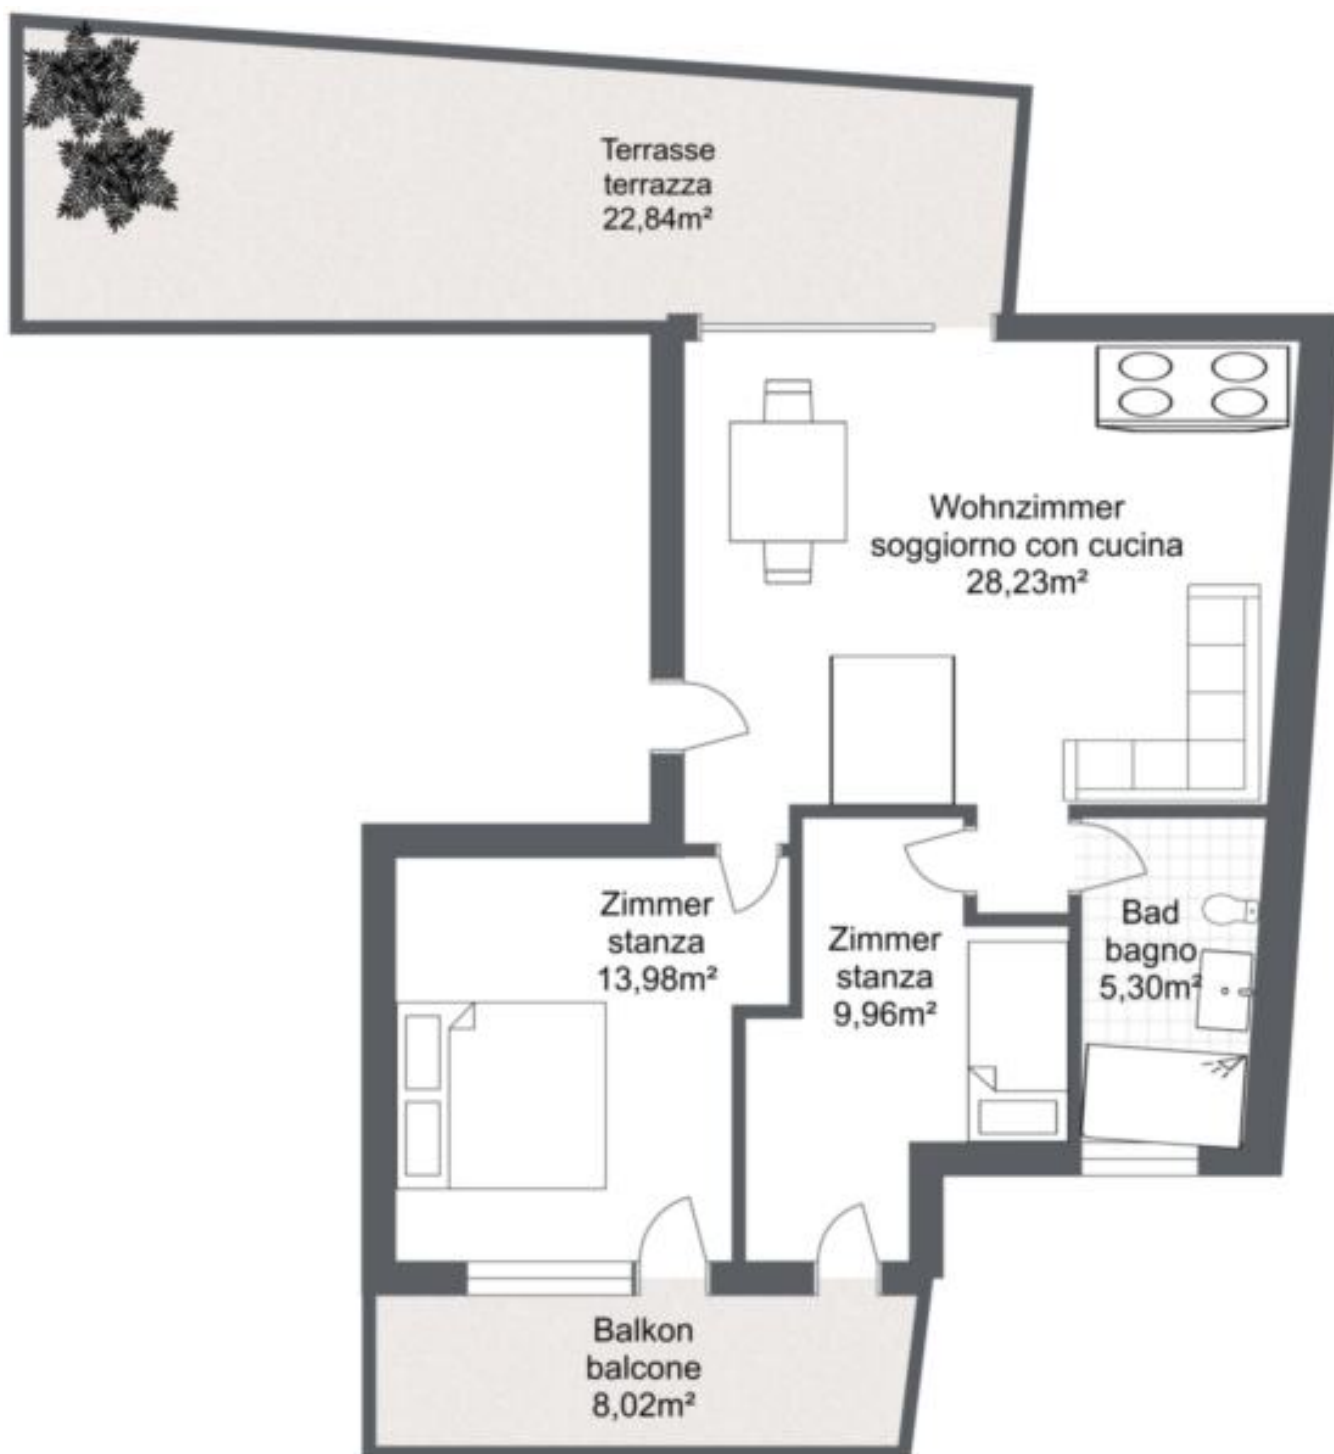 Terrasse
terrazza
22,84m²
Wohnzimmer
soggiorno con cucina
28,23m²
Zimmer
stanza
13,98m²
Zimmer
stanza
9,96m²
Bad
bagno
5,30m²
Balkon
balcone
8,02m²